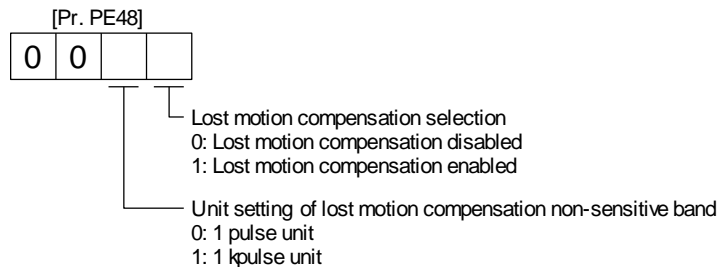 [Pr. PE48]
0 0
Lost motion compensation selection
0: Lost motion compensation disabled
1: Lost motion compensation enabled
Unit setting of lost motion compensation non-sensitive band
0: 1 pulse unit
1: 1 kpulse unit